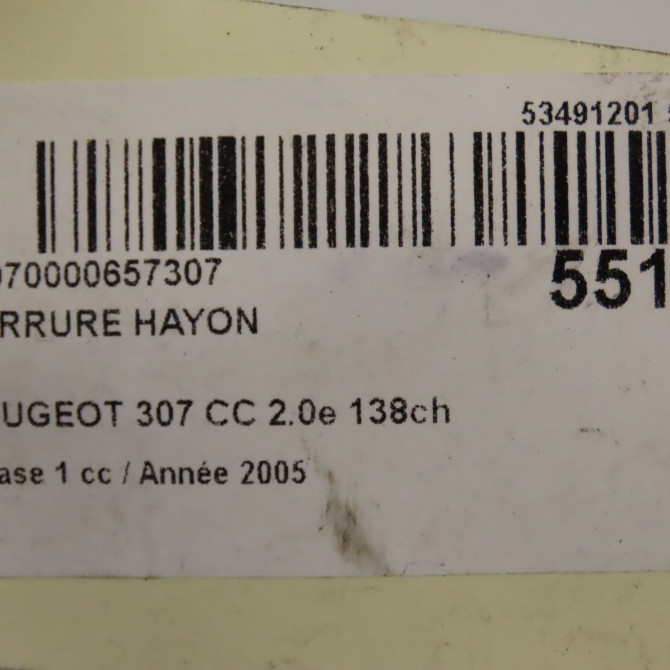 53491201
070000657307
551
RRURE HAYON
UGEOT 307 CC 2.0e 138ch
ase 1 cc / Année 2005